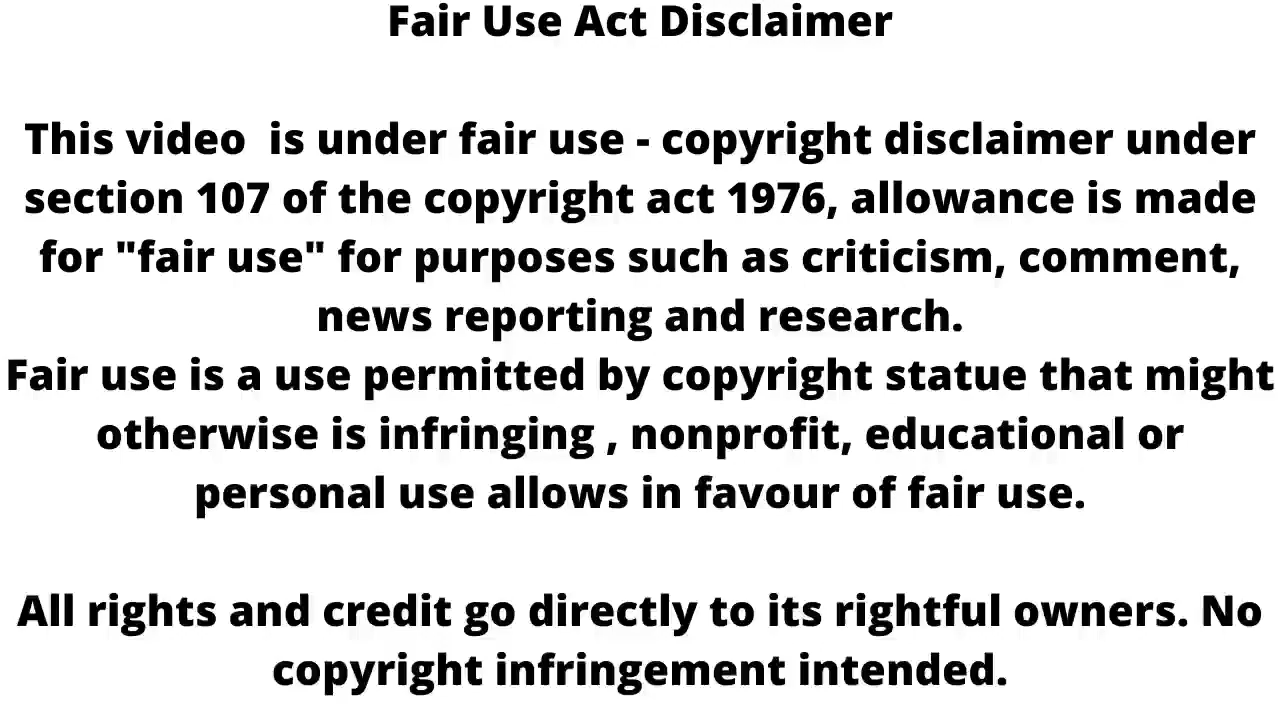 Fair Use Act Disclaimer
This video  is under fair use - copyright disclaimer under
section 107 of the copyright act 1976, allowance is made
for "fair use" for purposes such as criticism, comment,
news reporting and research.
Fair use is a use permitted by copyright statue that might
otherwise is infringing , nonprofit, educational or
personal use allows in favour of fair use.
All rights and credit go directly to its rightful owners. No
copyright infringement intended.